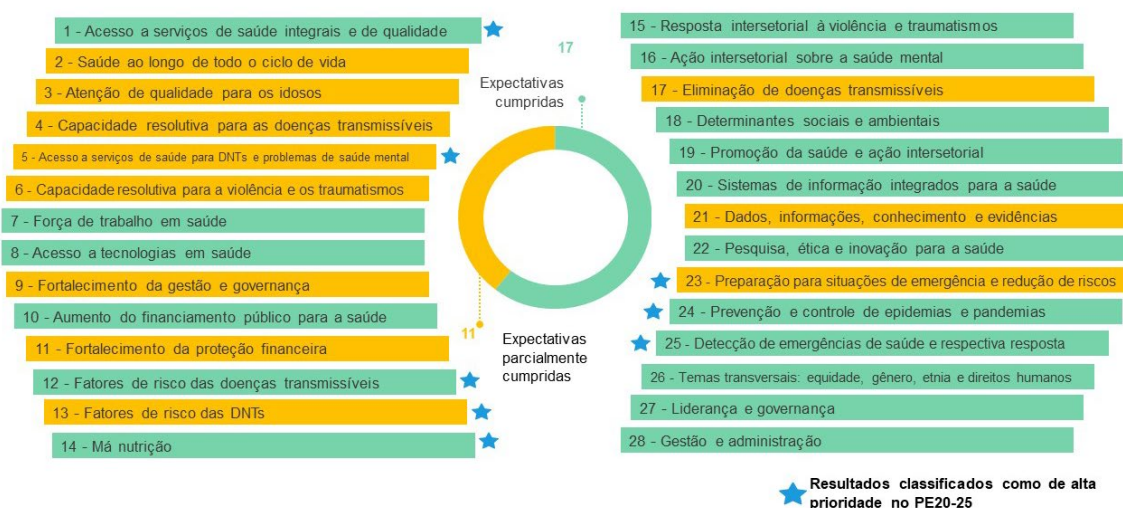 1 - Acesso a serviços de saúde integrais e de qualidade
2 - Saúde ao longo de todo o ciclo de vida
3 - Atenção de qualidade para os idosos
4 - Capacidade resolutiva para as doenças transmissíveis
5 - Acesso a serviços de saúde para DNTs e problemas de saúde mental
6 - Capacidade resolutiva para a violência e os traumatismos
7 - Força de trabalho em saúde
8 - Acesso a tecnologias em saúde
9 - Fortalecimento da gestão e governança
10 - Aumento do financiamento público para a saúde
11 - Fortalecimento da proteção financeira
12 - Fatores de risco das doenças transmissíveis
13 - Fatores de risco das DNTs
14 - Má nutrição
17
Expectativas
cumpridas
11
Expectativas
parcialmente
cumpridas
15 - Resposta intersetorial à violência e traumatismos
16 - Ação intersetorial sobre a saúde mental
17 - Eliminação de doenças transmissíveis
18 - Determinantes sociais e ambientais
19 - Promoção da saúde e ação intersetorial
20 - Sistemas de informação integrados para a saúde
21 - Dados, informações, conhecimento e evidências
22 - Pesquisa, ética e inovação para a saúde
23 - Preparação para situações de emergência e redução de riscos
24 - Prevenção e controle de epidemias e pandemias
25 - Detecção de emergências de saúde e respectiva resposta
26 - Temas transversais: equidade, gênero, etnia e direitos humanos
27 - Liderança e governança
28 - Gestão e administração
Resultados classificados como de alta
prioridade no PE20-25